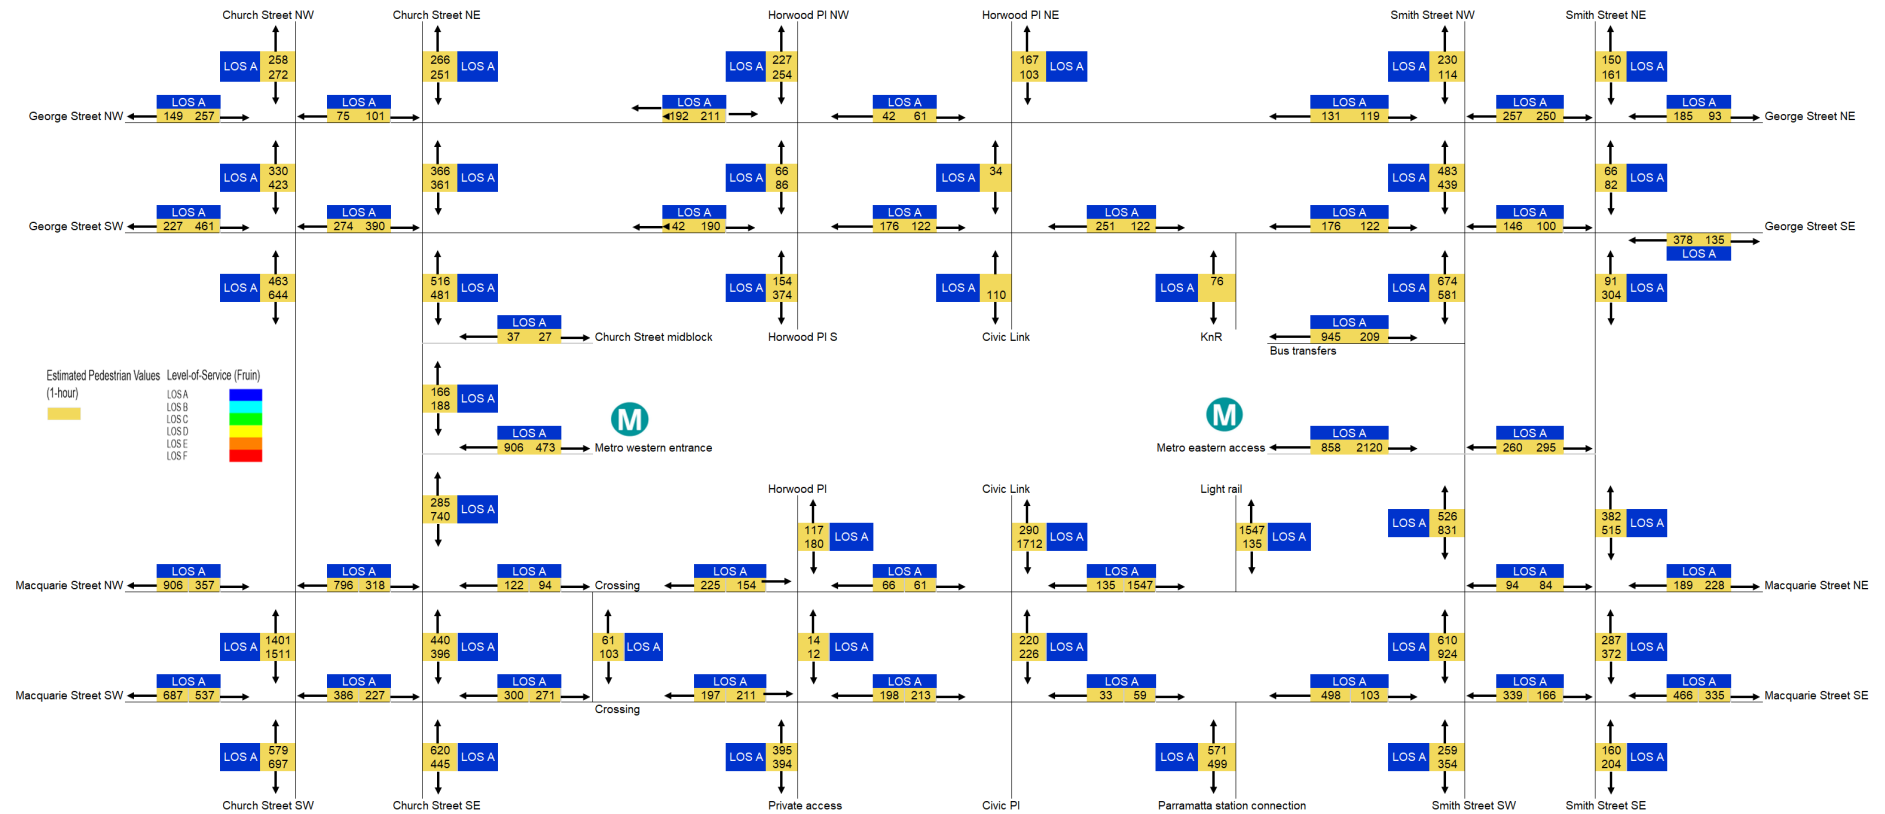 Church Street NW
Church Street NE
Horwood Pl NW
Horwood Pl NE
Smith Street NW
Smith Street NE
LOS A 258 272
266 251 LOS A
LOS A 227 254
167 103 LOS A
LOS A 230 114
150 161 LOS A
George Street NW
LOS A
149 257
LOS A
75 101
LOS A
192 211
LOS A
42 61
LOS A
131 119
LOS A
257 250
LOS A
185 93
George Street NE
LOS A 330 423
366 361 LOS A
LOS A 66 86
LOS A 34
LOS A 483 439
66 82 LOS A
George Street SW
LOS A
227 461
LOS A
274 390
LOS A
42 190
LOS A
176 122
LOS A
251 122
LOS A
176 122
LOS A
146 100
George Street SE
378 135
LOS A
LOS A 463 644
516 481 LOS A
LOS A 154 374
LOS A 110
LOS A 76
LOS A 674 581
91 304 LOS A
LOS A
37 27
Church Street midblock
Horwood Pl S
Civic Link
KnR
LOS A
945 209
Bus transfers
Estimated Pedestrian Values
(1-hour)
Level-of-Service (Fruin)
LOS A
LOS B
LOS C
LOS D
LOS E
LOS F
166 188 LOS A
M
M
LOS A
906 473
Metro western entrance
Metro eastern access
LOS A
858 2120
LOS A
260 295
285 740 LOS A
Horwood Pl
Civic Link
Light rail
117 180 LOS A
290 1712 LOS A
1547 135 LOS A
LOS A 526 831
382 515 LOS A
Macquarie Street NW
LOS A
906 357
LOS A
796 318
LOS A
122 94
Crossing
LOS A
225 154
LOS A
66 61
LOS A
135 1547
LOS A
94 84
LOS A
189 228
Macquarie Street NE
LOS A 1401 1511
440 396 LOS A
61 103 LOS A
14 12 LOS A
220 226 LOS A
LOS A 610 924
287 372 LOS A
Macquarie Street SW
LOS A
687 537
LOS A
386 227
LOS A
300 271
LOS A
197 211
LOS A
198 213
LOS A
33 59
LOS A
498 103
LOS A
339 166
LOS A
466 335
Macquarie Street SE
Crossing
LOS A 579 697
620 445 LOS A
LOS A 395 394
LOS A 571 499
LOS A 259 354
160 204 LOS A
Church Street SW
Church Street SE
Private access
Civic Pl
Parramatta station connection
Smith Street SW
Smith Street SE